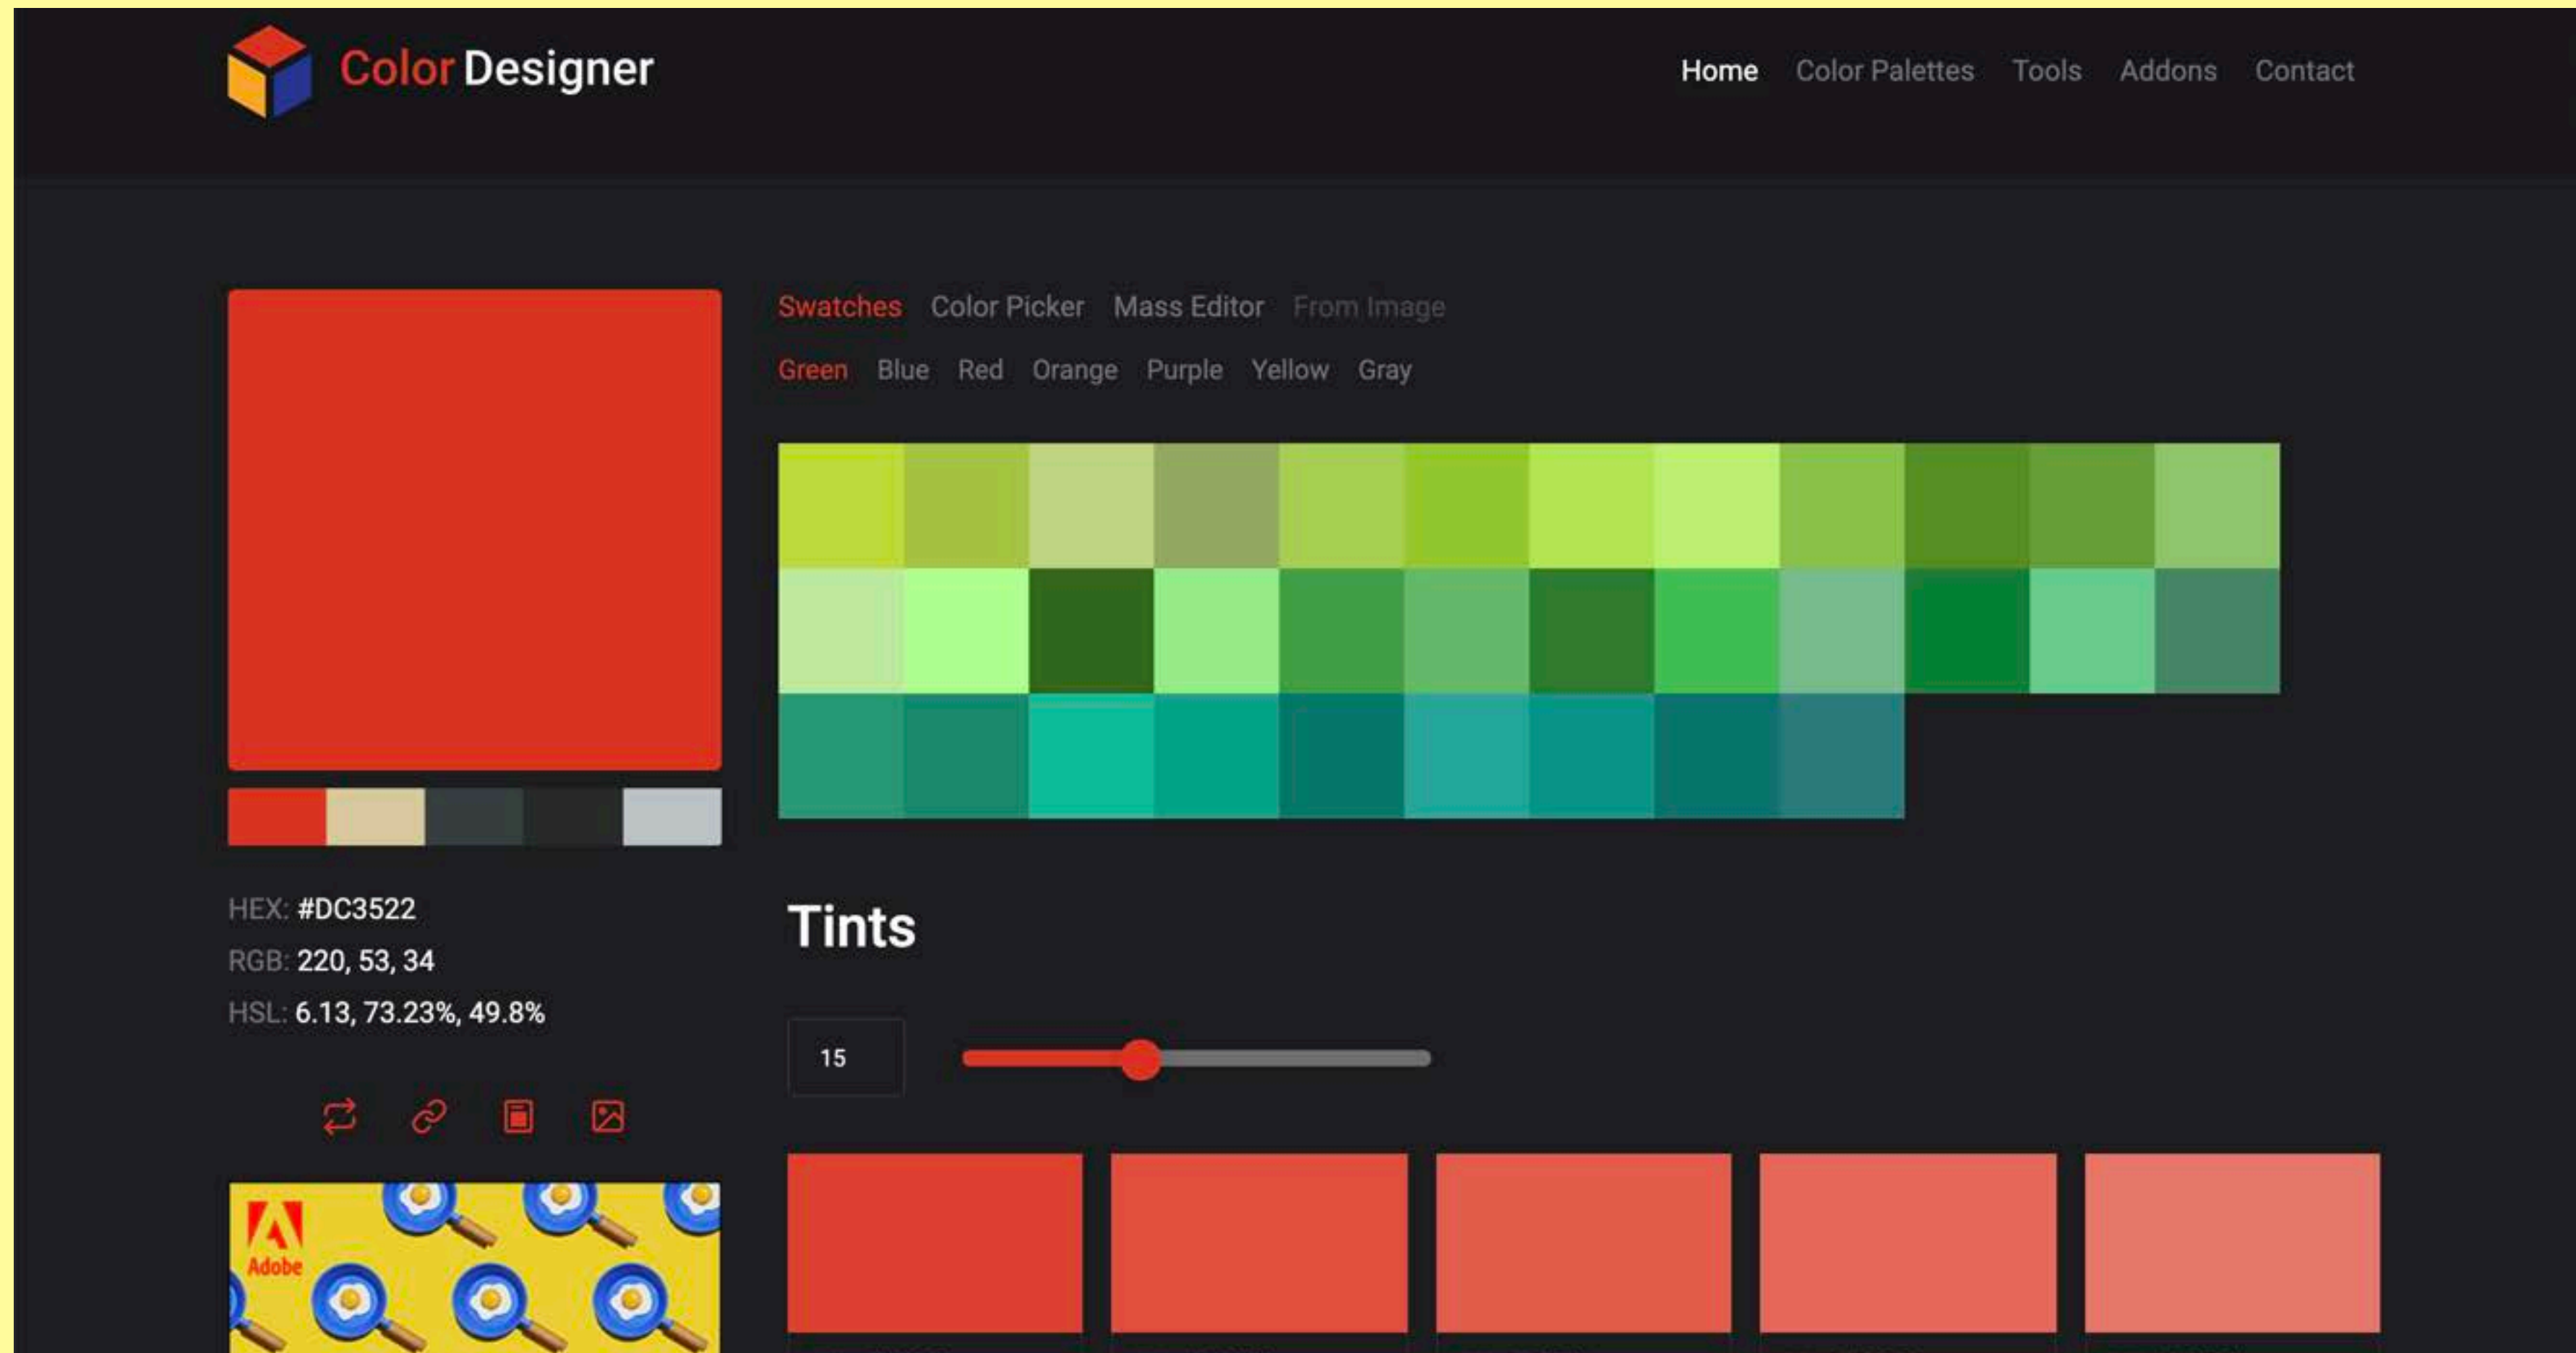 Color Designer
Home Color Palettes Tools Addons Contact
Swatches Color Picker Mass Editor From Image
Green Blue Red Orange Purple Yellow Gray
HEX: #DC3522
RGB: 220, 53, 34
HSL: 6.13, 73.23%, 49.8%
Adobe
Tints
15